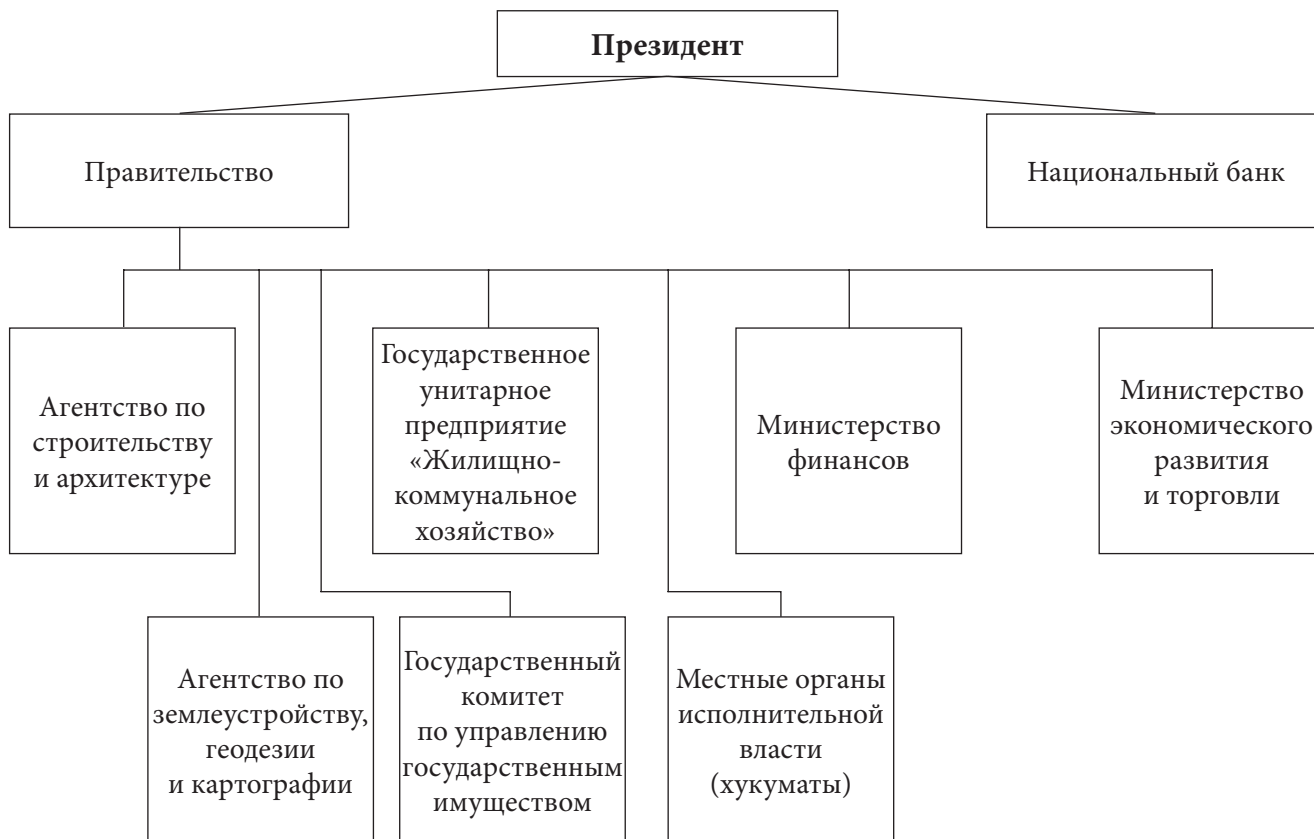 Президент
Правительство
Национальный банк
Агентство по
строительству
и архитектуре
Государственное
унитарное
предприятие
«Жилищно-
коммунальное
хозяйство»
Министерство
финансов
Министерство
экономического
развития
и торговли
Агентство по
землеустройству,
геодезии
и картографии
Государственный
комитет
по управлению
государственным
имуществом
Местные органы
исполнительной
власти
(хукуматы)